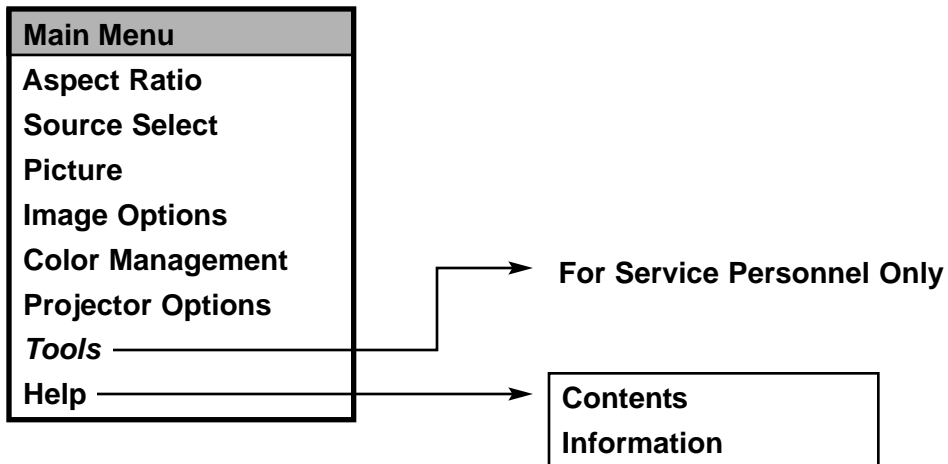 Main Menu
Aspect Ratio
Source Select
Picture
Image Options
Color Management
Projector Options
Tools
Help
For Service Personnel Only
Contents
Information